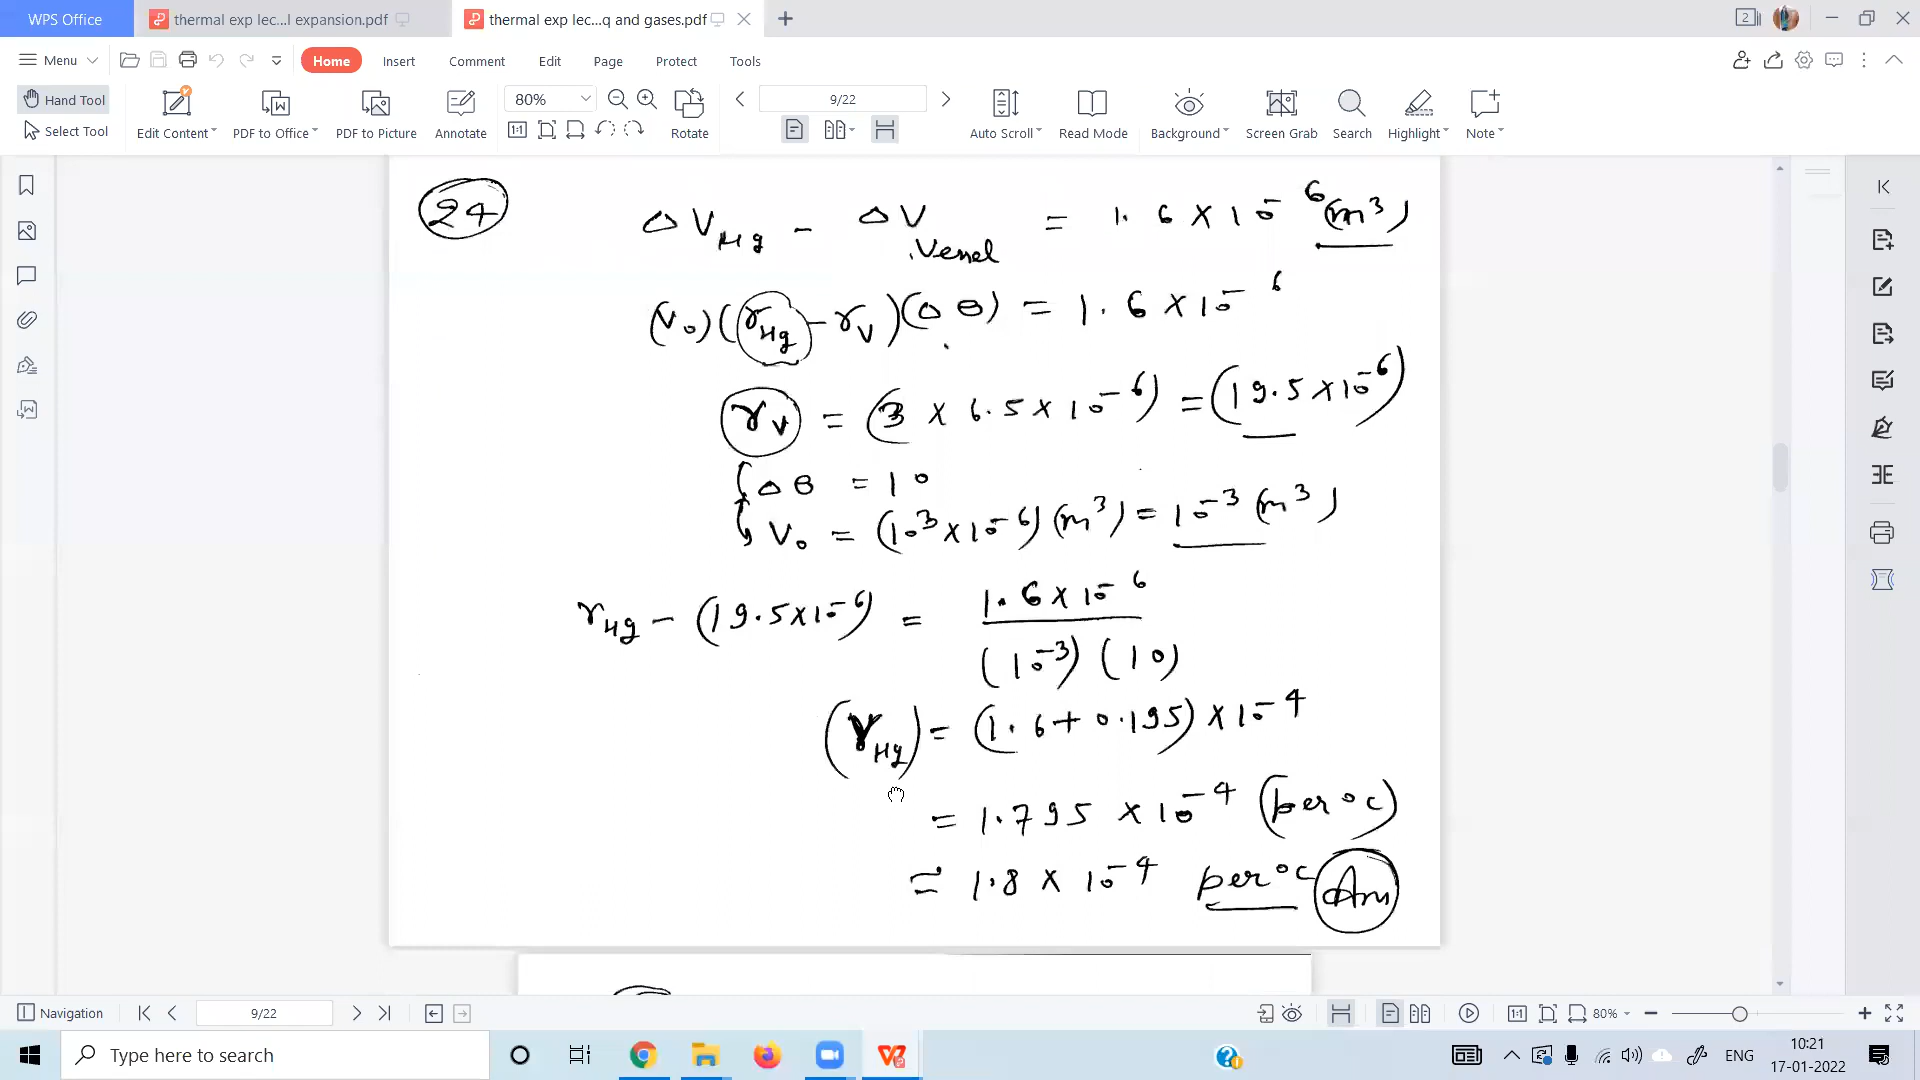 WPS Office
thermal exp lec...l expansion.pdf
thermal exp lec...q and gases.pdf
2
Menu
Home
Insert
Comment
Edit
Page
Protect
Tools
Hand Tool
Select Tool
Edit Content
PDF to Office
PDF to Picture
Annotate
80%
Rotate
9/22
Auto Scroll
Read Mode
Background
Screen Grab
Search
Highlight
Note
24
ΔV_Hg - ΔV_Vessel = 1.6 × 10^-6 (m^3)
(V_0)(γ_Hg - γ_V)(Δθ) = 1.6 × 10^-6
γ_V = (3 × 6.5 × 10^-6) = (19.5 × 10^-6)
Δθ = 10
V_0 = (10^3 × 10^-6)(m^3) = 10^-3 (m^3)
γ_Hg - (19.5 × 10^-6) = 1.6 × 10^-6 / (10^-3)(10)
(γ_Hg) = (1.6 + 0.195) × 10^-4
= 1.795 × 10^-4 (per °C)
≃ 1.8 × 10^-4 per °C Ans
Navigation
9/22
80%
Type here to search
ENG
10:21
17-01-2022